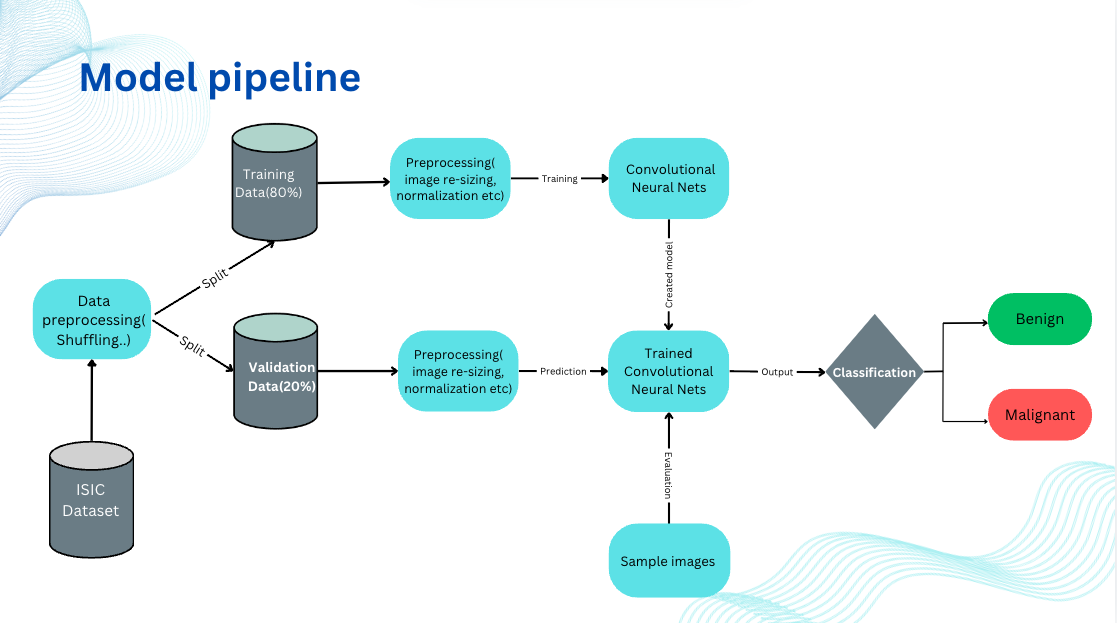 Model pipeline
Training
Data(80%)
Preprocessing(
image re-sizing,
normalization etc)
Training
Convolutional
Neural Nets
Split
Created model
Data
preprocessing(
Shuffling..)
Split
Validation
Data(20%)
Preprocessing(
image re-sizing,
normalization etc)
Prediction
Trained
Convolutional
Neural Nets
Output
Classification
Benign
Malignant
ISIC
Dataset
Evaluation
Sample images